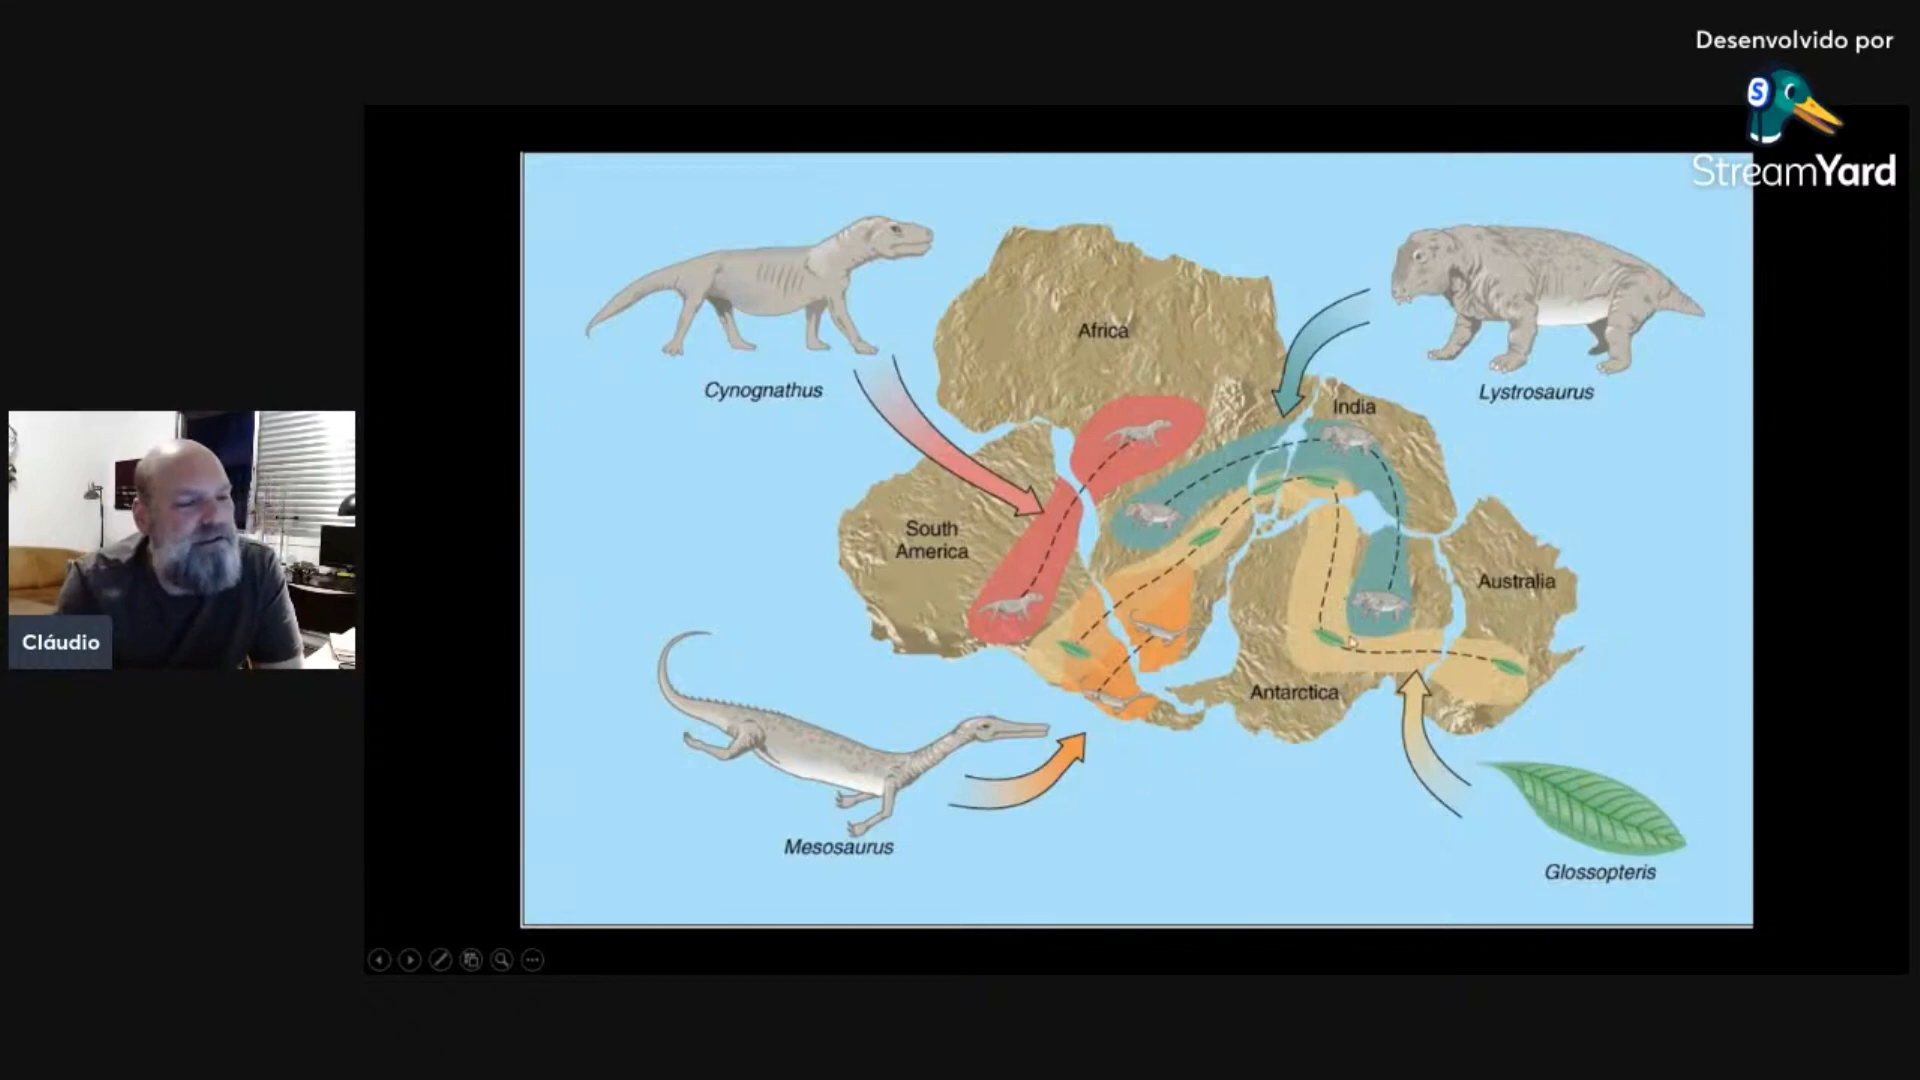 Desenvolvido por
S
StreamYard
Africa
Cynognathus
India
Lystrosaurus
South
America
Australia
Cláudio
Antarctica
Mesosaurus
Glossopteris